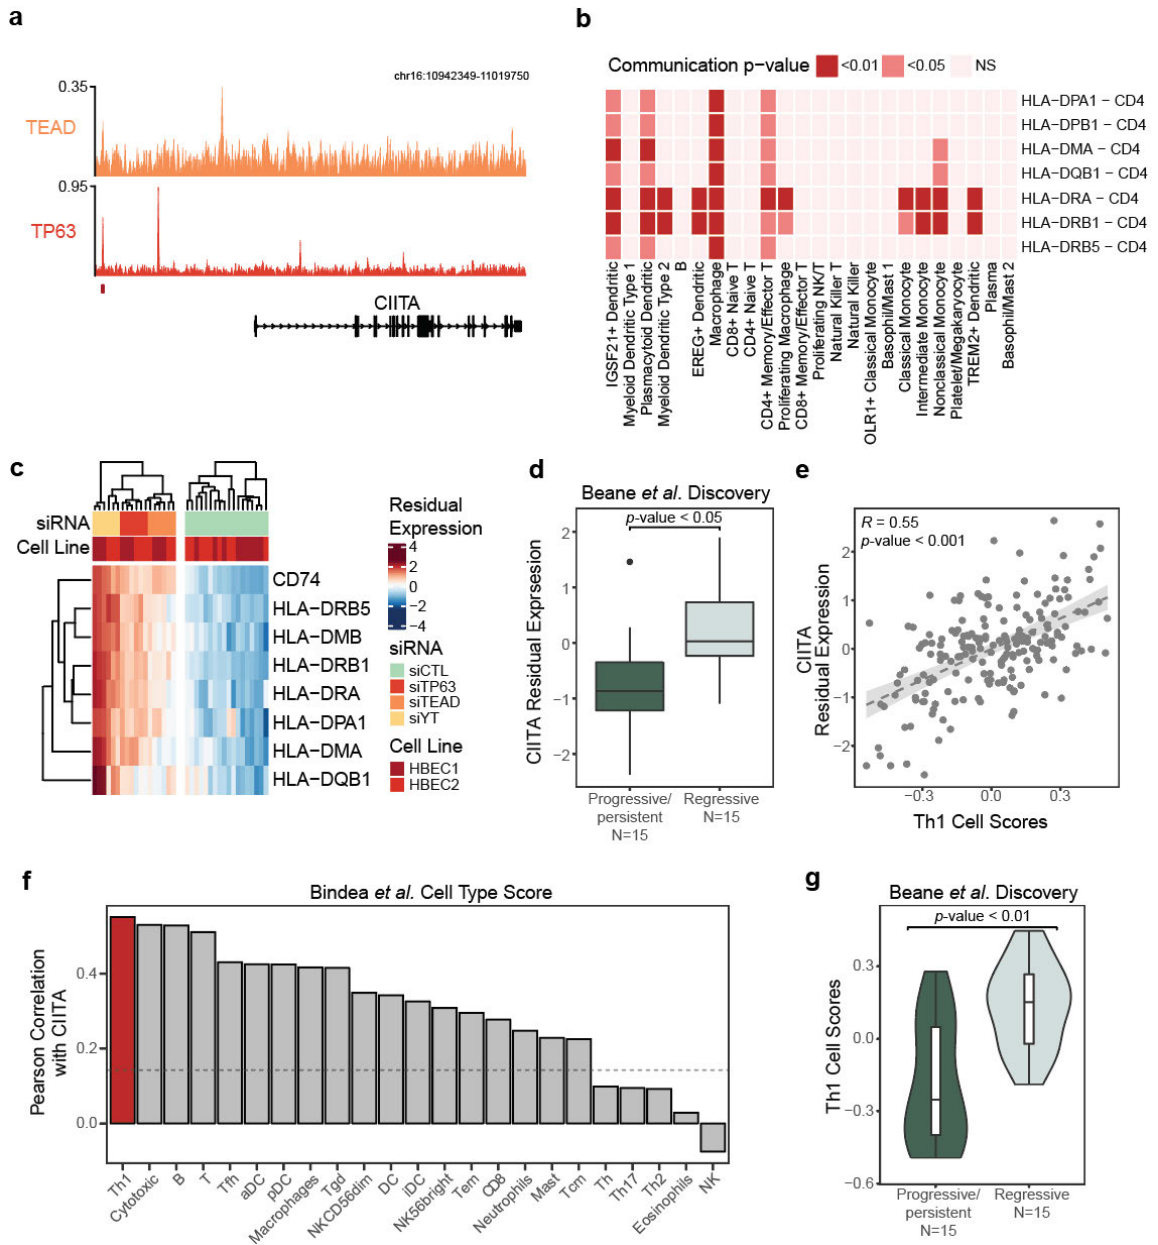 a
chr16:10942349-11019750
0.35
TEAD
0.95
TP63
CIITA
b
Communication p-value <0.01 <0.05 NS
HLA-DPA1 – CD4
HLA-DPB1 – CD4
HLA-DMA – CD4
HLA-DQB1 – CD4
HLA-DRA – CD4
HLA-DRB1 – CD4
HLA-DRB5 – CD4
IGSF21+ Dendritic
Myeloid Dendritic Type 1
Plasmacytoid Dendritic
Myeloid Dendritic Type 2
B
EREG+ Dendritic
Macrophage
CD8+ Naive T
CD4+ Naive T
CD4+ Memory/Effector T
Proliferating Macrophage
CD8+ Memory/Effector T
Proliferating NK/T
Natural Killer T
Natural Killer
OLR1+ Classical Monocyte
Basophil/Mast 1
Classical Monocyte
Intermediate Monocyte
Nonclassical Monocyte
Platelet/Megakaryocyte
TREM2+ Dendritic
Plasma
Basophil/Mast 2
c
siRNA
Cell Line
CD74
HLA-DRB5
HLA-DMB
HLA-DRB1
HLA-DRA
HLA-DPA1
HLA-DMA
HLA-DQB1
Residual
Expression
4
2
0
−2
−4
siRNA
siCTL
siTP63
siTEAD
siYT
Cell Line
HBEC1
HBEC2
d
Beane et al. Discovery
p-value < 0.05
CIITA Residual Exprsesion
2
1
0
−1
−2
Progressive/
persistent
N=15
Regressive
N=15
e
R = 0.55
p-value < 0.001
CIITA
Residual Expression
2
1
0
−1
−2
−0.3 0.0 0.3
Th1 Cell Scores
f
Bindea et al. Cell Type Score
Pearson Correlation
with CIITA
0.4
0.2
0.0
Th1
Cytotoxic
B
T
Tfh
aDC
pDC
Macrophages
Tgd
NKCD56dim
DC
iDC
NK56bright
Tem
CD8
Neutrophils
Mast
Tcm
Th
Th17
Th2
Eosinophils
NK
g
Beane et al. Discovery
p-value < 0.01
Th1 Cell Scores
0.3
0.0
−0.3
−0.6
Progressive/
persistent
N=15
Regressive
N=15